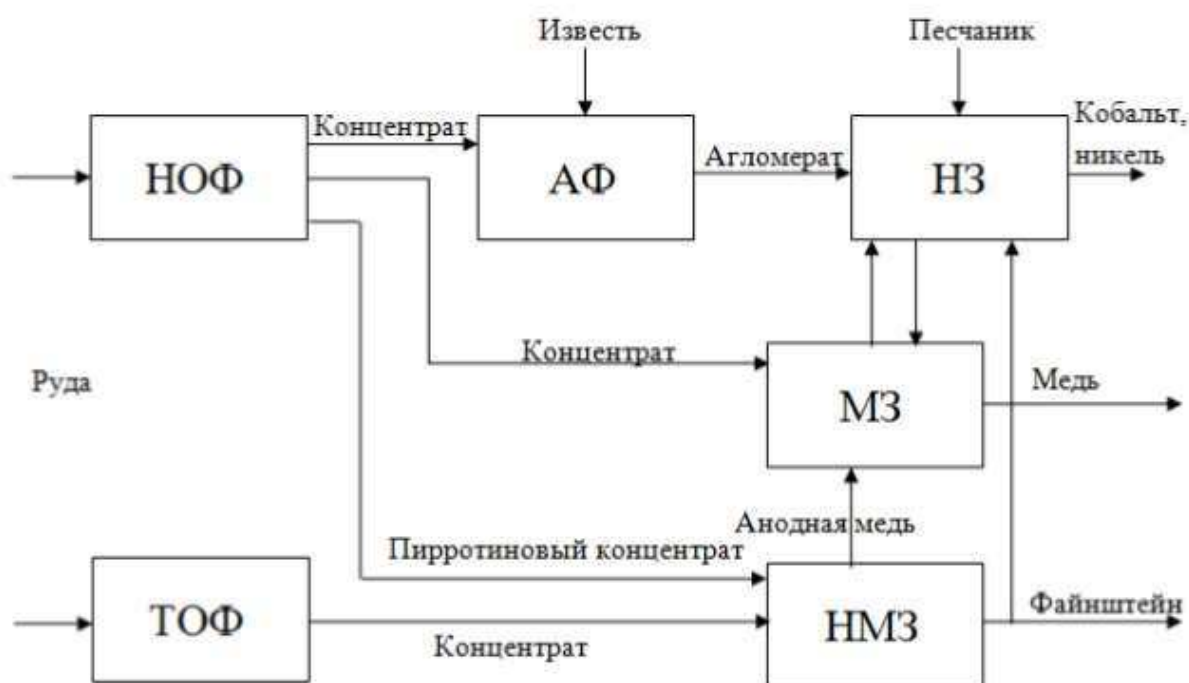 Известь
Песчаник
Концентрат
Кобальт,
никель
НОФ
АФ
Агломерат
НЗ
Концентрат
Руда
Медь
МЗ
Анодная медь
Пирротиновый концентрат
Файнштейн
ТОФ
НМЗ
Концентрат